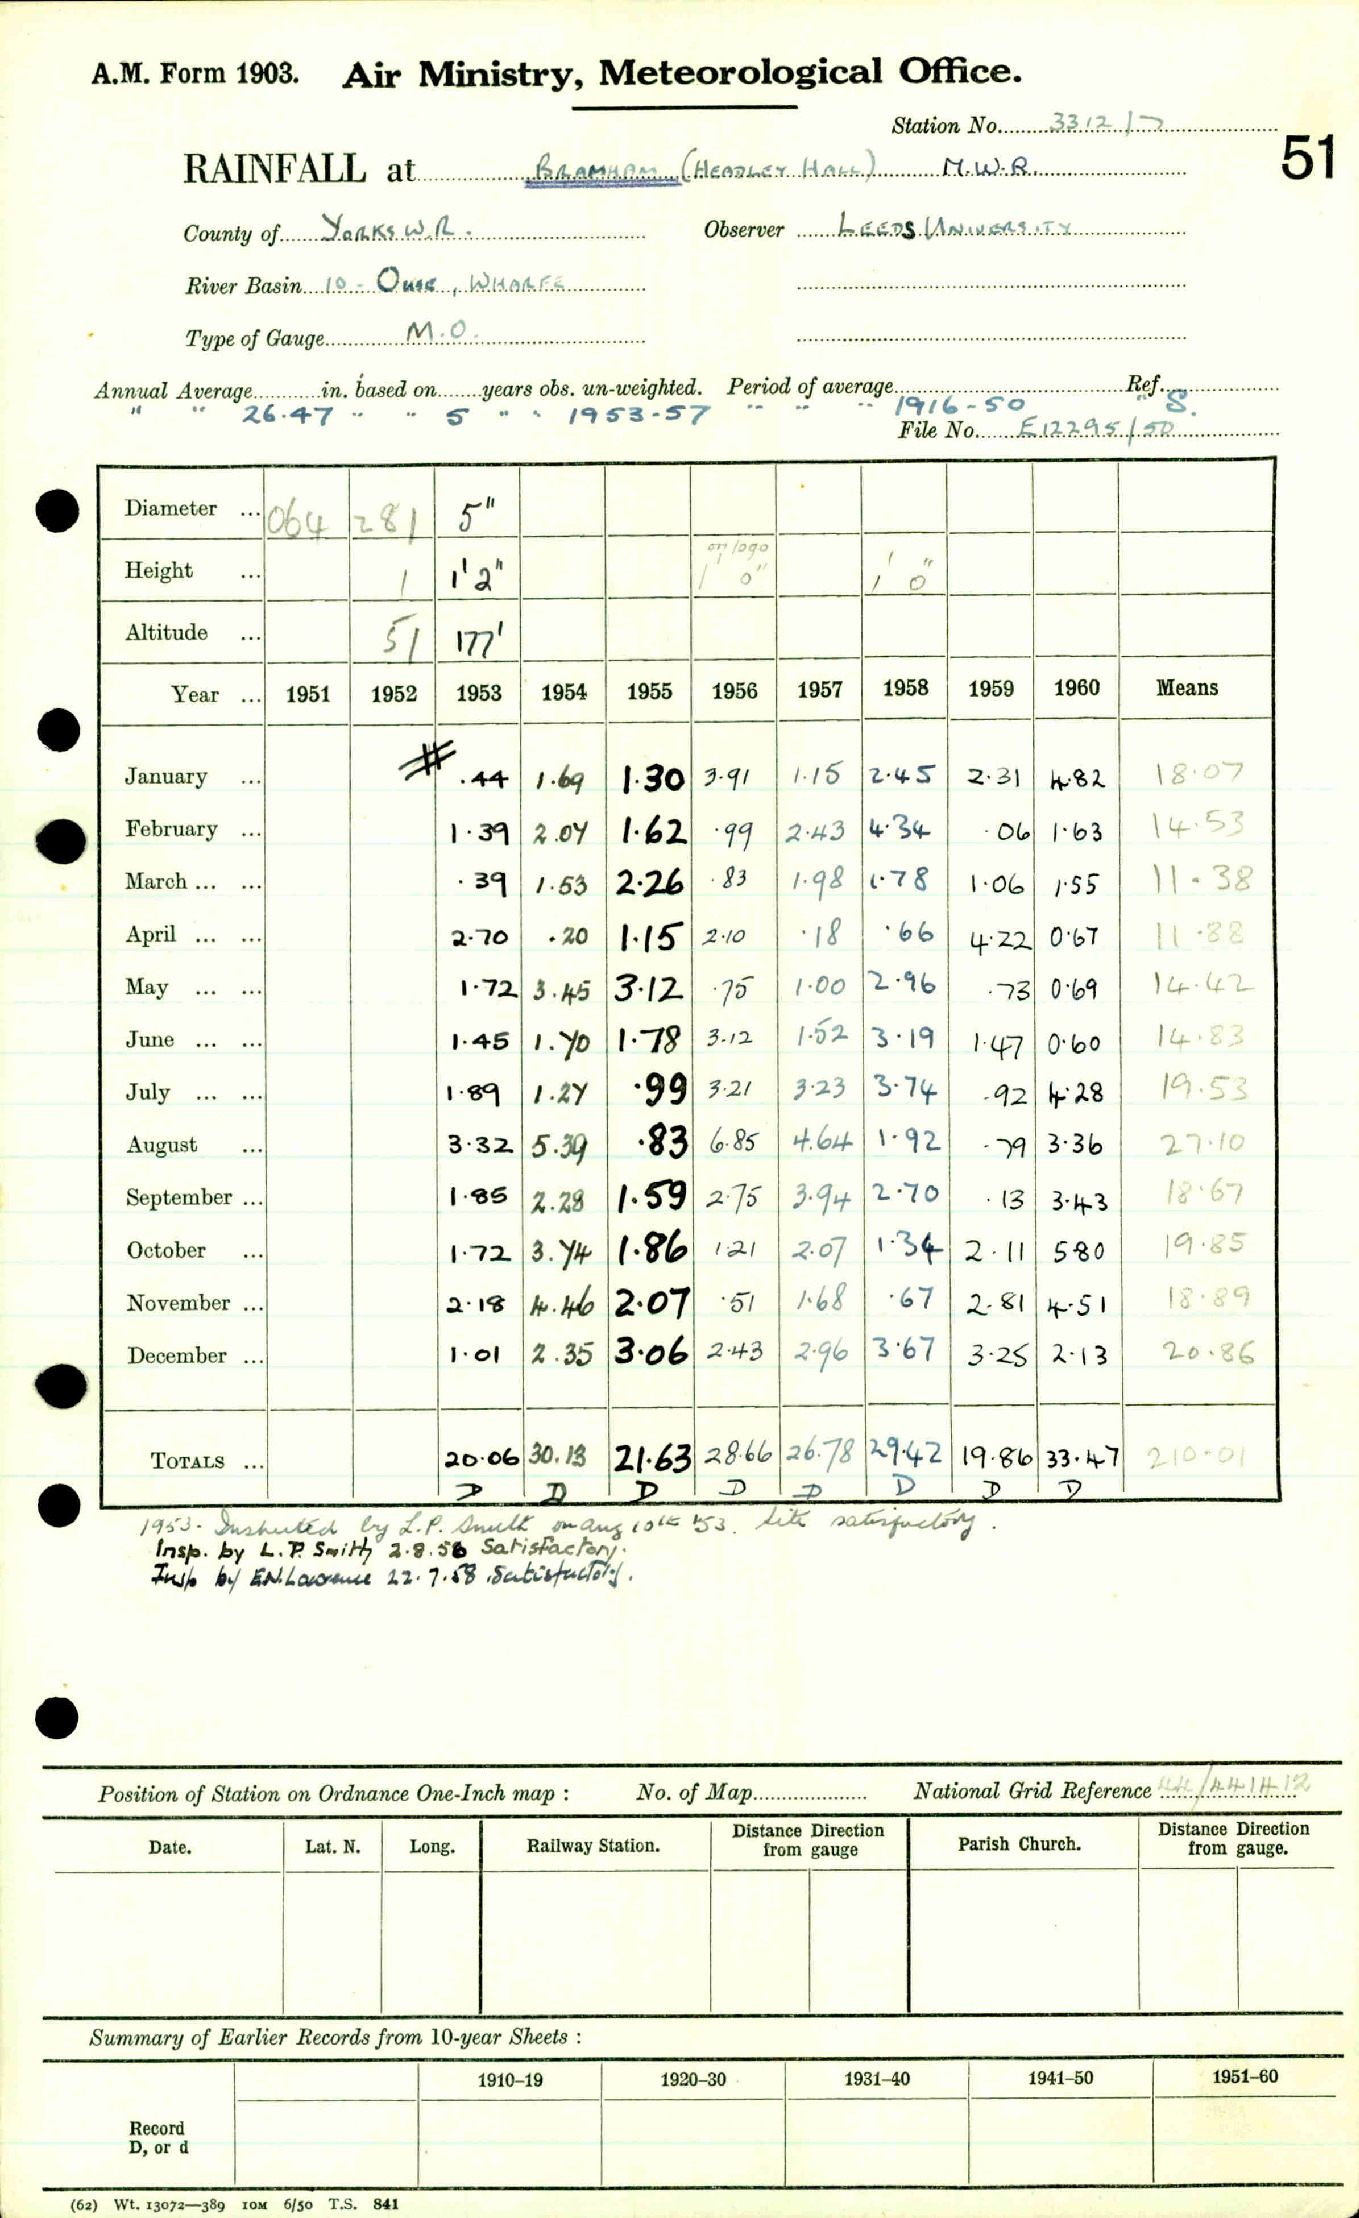 A.M. Form 1903. Air Ministry, Meteorological Office.
Station No. 3312/7
51
RAINFALL at BRAMHAM (HEADLEY HALL) M.W.R.
County of YORKS W.R. Observer LEEDS UNIVERSITY
River Basin 10 - OUSE, WHARFE
Type of Gauge M.O.
Annual Average in. based on years obs. un-weighted. Period of average Ref.
" " 26.47 " " 5 " " 1953-57 " " " 1916-50 " S.
File No. E12295/50
Diameter ... 064 281 5"
Height ... 1 1' 2" 1' 0" 1' 0"
Altitude ... 51 177'
Year ... 1951 1952 1953 1954 1955 1956 1957 1958 1959 1960 Means
January ... # .44 1.69 1.30 3.91 1.15 2.45 2.31 4.82 18.07
February ... 1.39 2.07 1.62 .99 2.43 4.34 .06 1.63 14.53
March ... ... .39 1.53 2.26 .83 1.98 1.78 1.06 1.55 11.38
April ... ... 2.70 .20 1.15 2.10 .18 .66 4.22 0.67 11.88
May ... ... 1.72 3.45 3.12 .75 1.00 2.96 .73 0.69 14.42
June ... ... 1.45 1.70 1.78 3.12 1.52 3.19 1.47 0.60 14.83
July ... ... 1.89 1.27 .99 3.21 3.23 3.74 .92 4.28 19.53
August ... 3.32 5.39 .83 6.85 4.64 1.92 .79 3.36 27.10
September ... 1.85 2.28 1.59 2.75 3.94 2.70 .13 3.43 18.67
October ... 1.72 3.74 1.86 1.21 2.07 1.34 2.11 5.80 19.85
November ... 2.18 4.46 2.07 .51 1.68 .67 2.81 4.51 18.89
December ... 1.01 2.35 3.06 2.43 2.96 3.67 3.25 2.13 20.86
TOTALS ... 20.06 30.13 21.63 28.66 26.78 29.42 19.86 33.47 210.01
D D D D D D D D
1953. Instituted by L.P. Smith on Aug 10th '53. Site satisfactory.
Insp. by L.P. Smith 2.8.56 Satisfactory.
Insp by E.N. Lawrence 22.7.58 Satisfactory.
Position of Station on Ordnance One-Inch map : No. of Map National Grid Reference 44/441412
Date. Lat. N. Long. Railway Station. Distance Direction from gauge Parish Church. Distance Direction from gauge.
Summary of Earlier Records from 10-year Sheets :
1910–19 1920–30 1931–40 1941–50 1951–60
Record
D, or d
(62) Wt. 13072—389 10M 6/50 T.S. 841